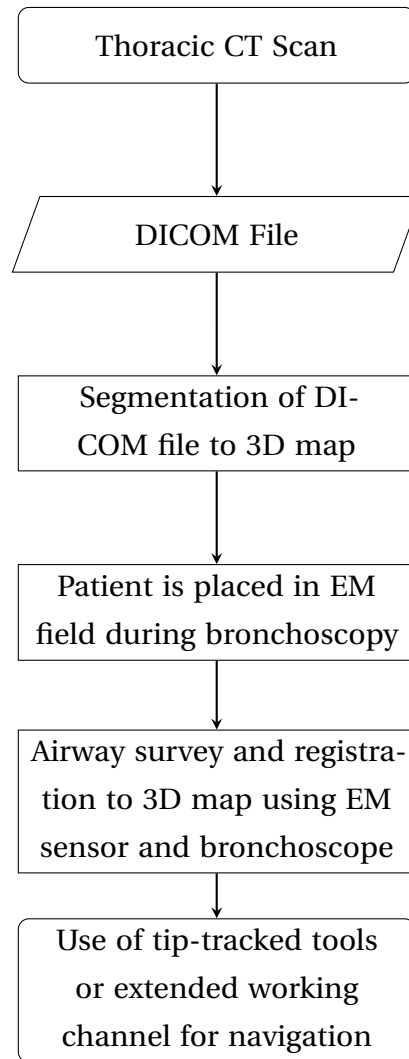 Thoracic CT Scan
DICOM File
Segmentation of DI-
COM file to 3D map
Patient is placed in EM
field during bronchoscopy
Airway survey and registra-
tion to 3D map using EM
sensor and bronchoscope
Use of tip-tracked tools
or extended working
channel for navigation